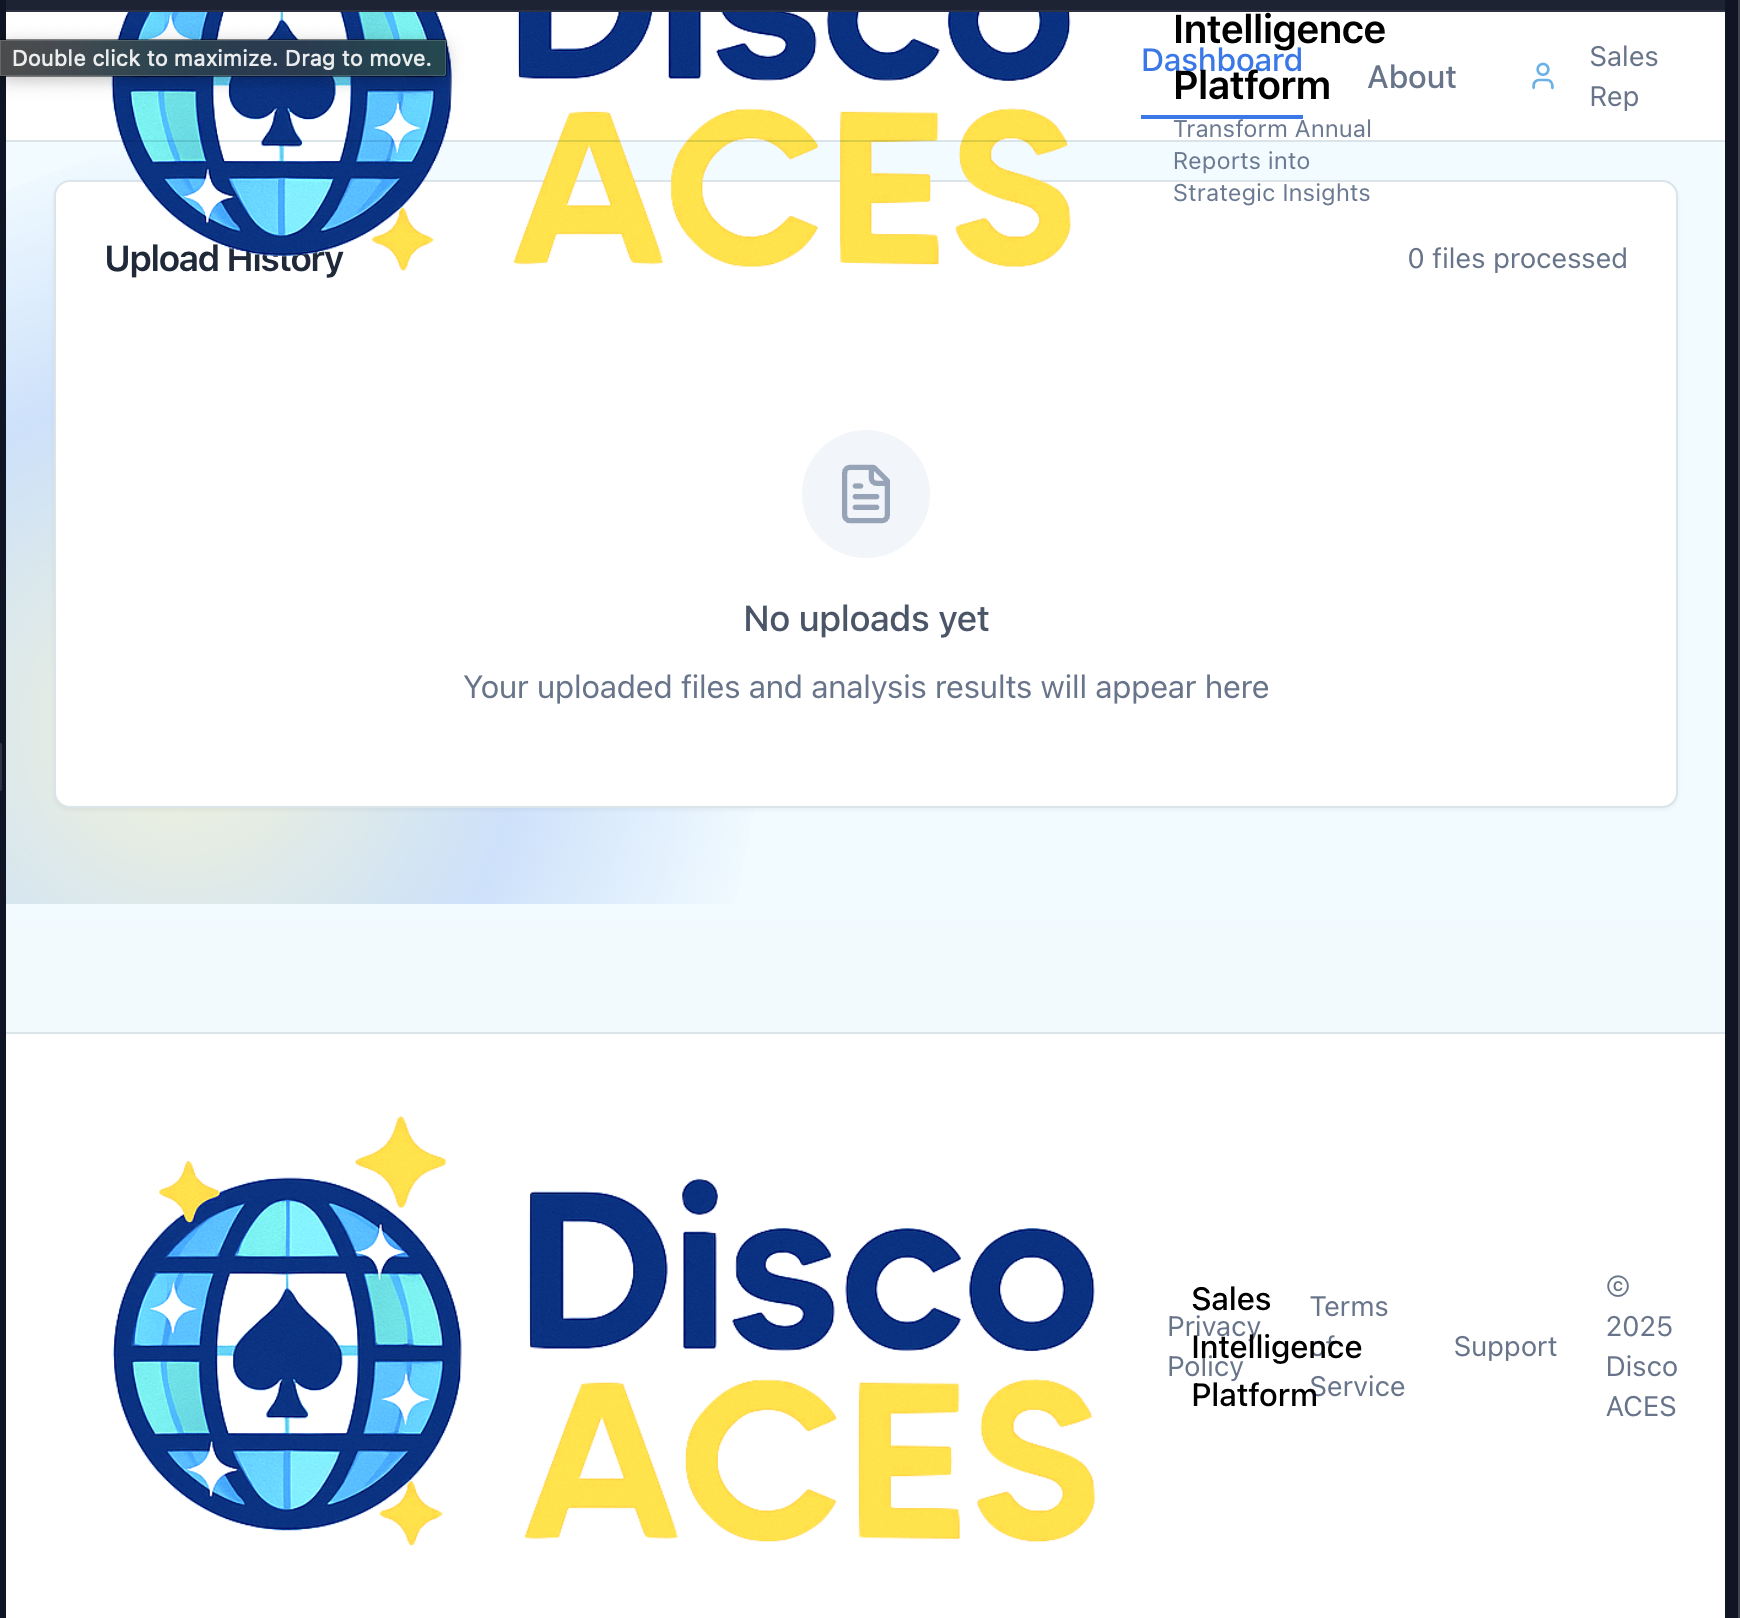 Disco
ACES
Double click to maximize. Drag to move.
Intelligence
Platform
Transform Annual
Reports into
Strategic Insights
Dashboard
About
Sales
Rep
Upload History
0 files processed
No uploads yet
Your uploaded files and analysis results will appear here
Disco
ACES
Sales
Intelligence
Platform
Privacy
Policy
Terms
of
Service
Support
©
2025
Disco
ACES